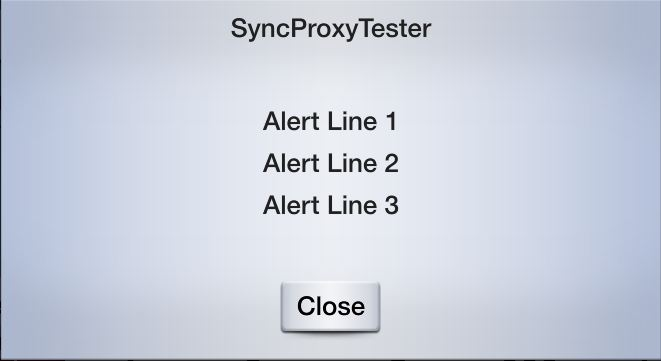 SyncProxyTester
Alert Line 1
Alert Line 2
Alert Line 3
Close